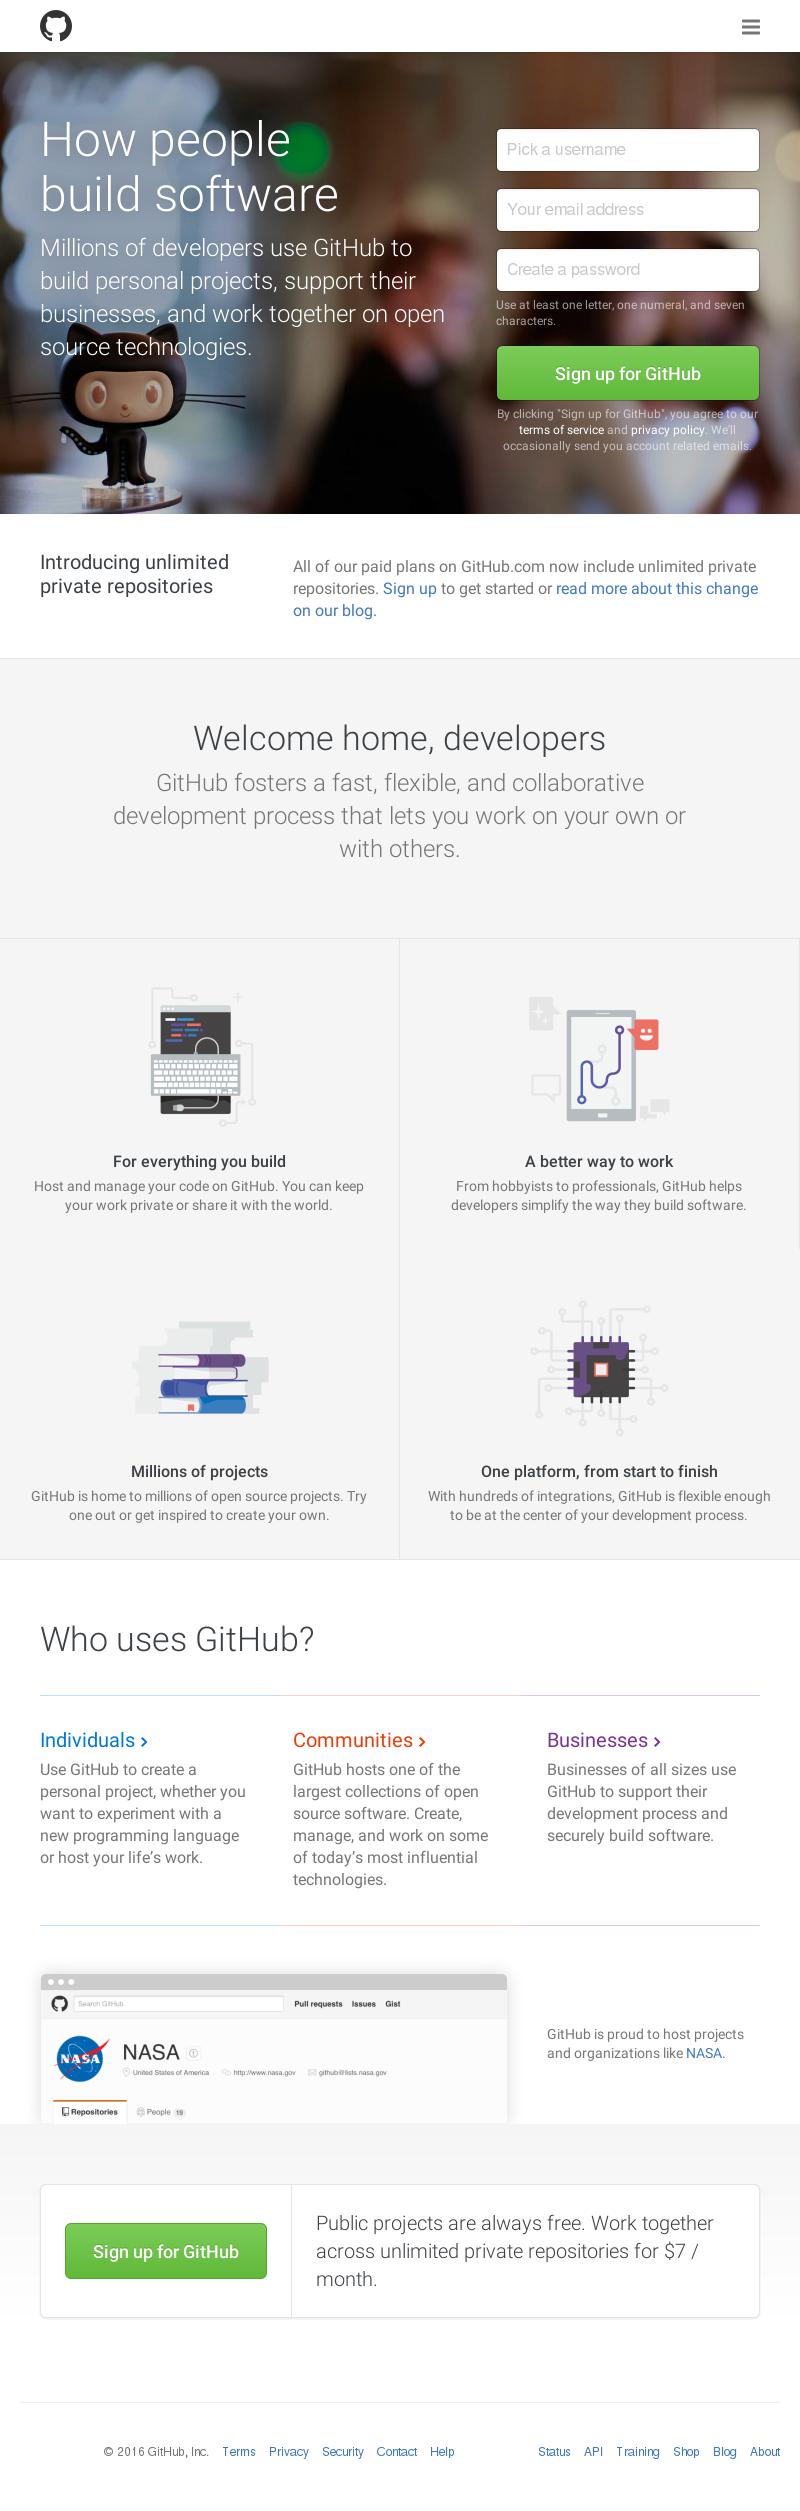 How people
build software
Millions of developers use GitHub to
build personal projects, support their
businesses, and work together on open
source technologies.
Pick a username
Your email address
Create a password
Use at least one letter, one numeral, and seven
characters.
Sign up for GitHub
By clicking "Sign up for GitHub", you agree to our
terms of service and privacy policy. We'll
occasionally send you account related emails.
Introducing unlimited
private repositories
All of our paid plans on GitHub.com now include unlimited private
repositories. Sign up to get started or read more about this change
on our blog.
Welcome home, developers
GitHub fosters a fast, flexible, and collaborative
development process that lets you work on your own or
with others.
For everything you build
Host and manage your code on GitHub. You can keep
your work private or share it with the world.
A better way to work
From hobbyists to professionals, GitHub helps
developers simplify the way they build software.
Millions of projects
GitHub is home to millions of open source projects. Try
one out or get inspired to create your own.
One platform, from start to finish
With hundreds of integrations, GitHub is flexible enough
to be at the center of your development process.
Who uses GitHub?
Individuals
Use GitHub to create a
personal project, whether you
want to experiment with a
new programming language
or host your life’s work.
Communities
GitHub hosts one of the
largest collections of open
source software. Create,
manage, and work on some
of today’s most influential
technologies.
Businesses
Businesses of all sizes use
GitHub to support their
development process and
securely build software.
Search GitHub
Pull requests Issues Gist
NASA
NASA
United States of America http://www.nasa.gov github@lists.nasa.gov
Repositories People 19
GitHub is proud to host projects
and organizations like NASA.
Sign up for GitHub
Public projects are always free. Work together
across unlimited private repositories for $7 /
month.
© 2016 GitHub, Inc. Terms Privacy Security Contact Help Status API Training Shop Blog About